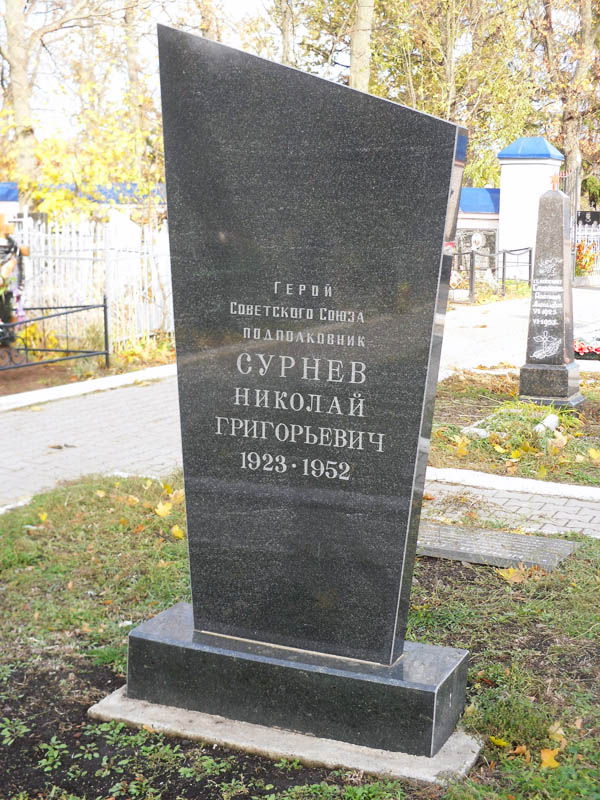 Герой
Советского Союза
подполковник
СУРНЕВ
НИКОЛАЙ
ГРИГОРЬЕВИЧ
1923 · 1952